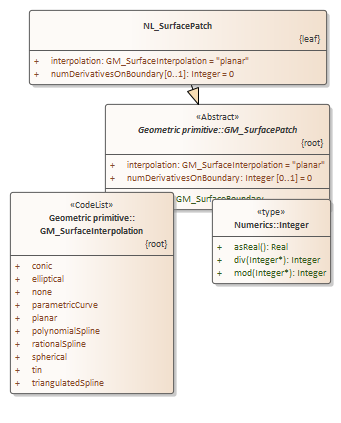 NL_SurfacePatch
{leaf}
+ interpolation: GM_SurfaceInterpolation = "planar"
+ numDerivativesOnBoundary[0..1]: Integer = 0
«Abstract»
Geometric primitive::GM_SurfacePatch
{root}
+ interpolation: GM_SurfaceInterpolation = "planar"
+ numDerivativesOnBoundary: Integer [0..1] = 0
GM_SurfaceBoundary
«CodeList»
Geometric primitive::
GM_SurfaceInterpolation
{root}
+ conic
+ elliptical
+ none
+ parametricCurve
+ planar
+ polynomialSpline
+ rationalSpline
+ spherical
+ tin
+ triangulatedSpline
«type»
Numerics::Integer
+ asReal(): Real
+ div(Integer*): Integer
+ mod(Integer*): Integer